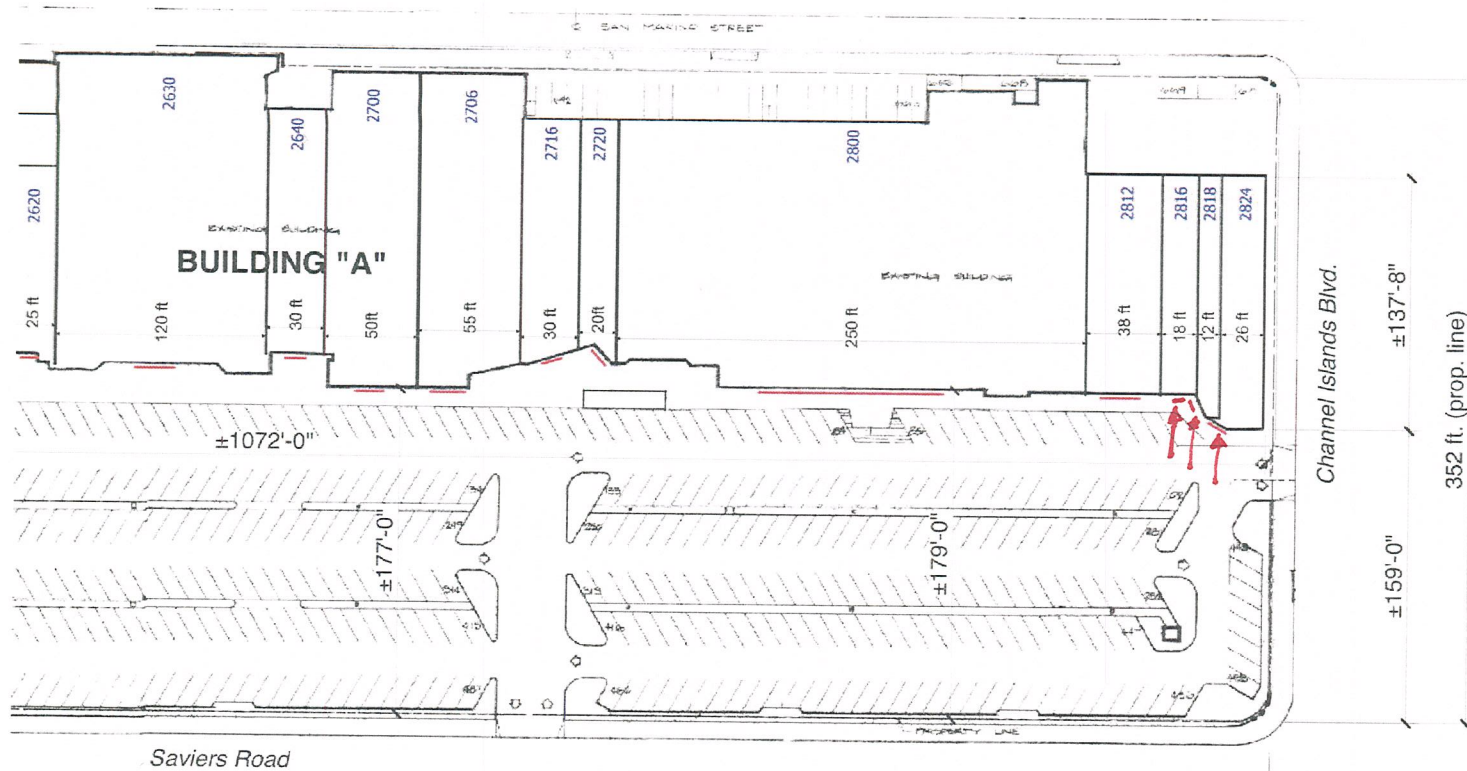 SAN MARINO STREET
2620
2630
2640
2700
2706
2716
2720
2800
2812
2816
2818
2824
EXISTING BUILDING
BUILDING "A"
EXISTING BUILDING
25 ft
120 ft
30 ft
50ft
55 ft
30 ft
20ft
250 ft
38 ft
18 ft
12 ft
26 ft
Channel Islands Blvd.
±137'-8"
352 ft. (prop. line)
±159'-0"
±1072'-0"
±177'-0"
±179'-0"
PROPERTY LINE
Saviers Road